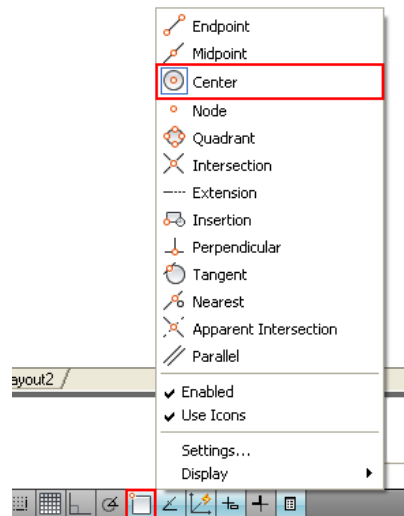 Endpoint
Midpoint
Center
Node
Quadrant
Intersection
Extension
Insertion
Perpendicular
Tangent
Nearest
Apparent Intersection
Parallel
ayout2
Enabled
Use Icons
Settings...
Display